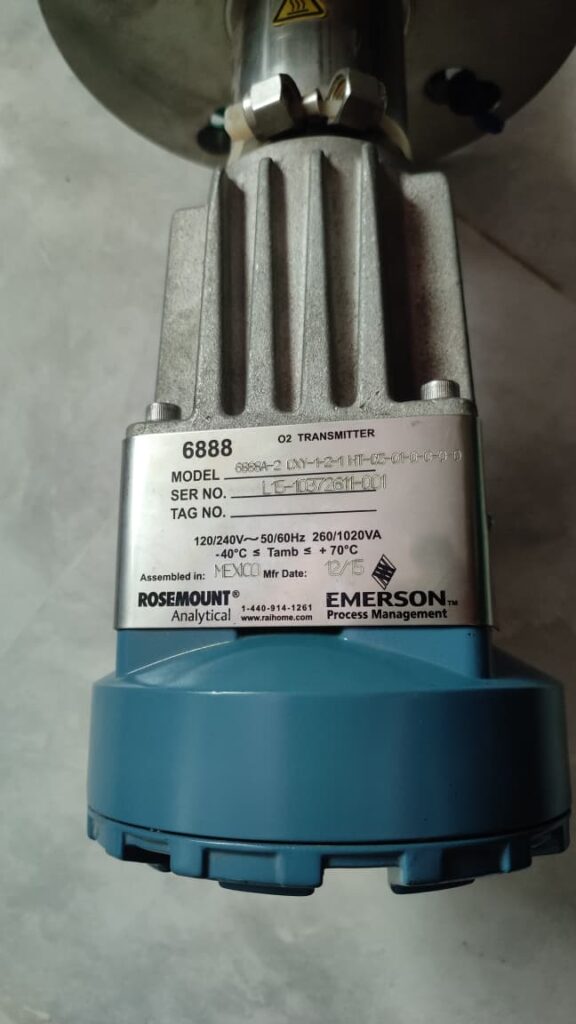 6888 O2 TRANSMITTER
MODEL 6888A-2 OXY-1-2-1 HT-03-01-0-0-0-0
SER NO. L15-10372611-001
TAG NO.
120/240V~50/60Hz 260/1020VA
-40°C ≤ Tamb ≤ +70°C
Assembled in: MEXICO Mfr Date: 12/15
ROSEMOUNT® EMERSON™
Analytical 1-440-914-1261 www.raihome.com Process Management